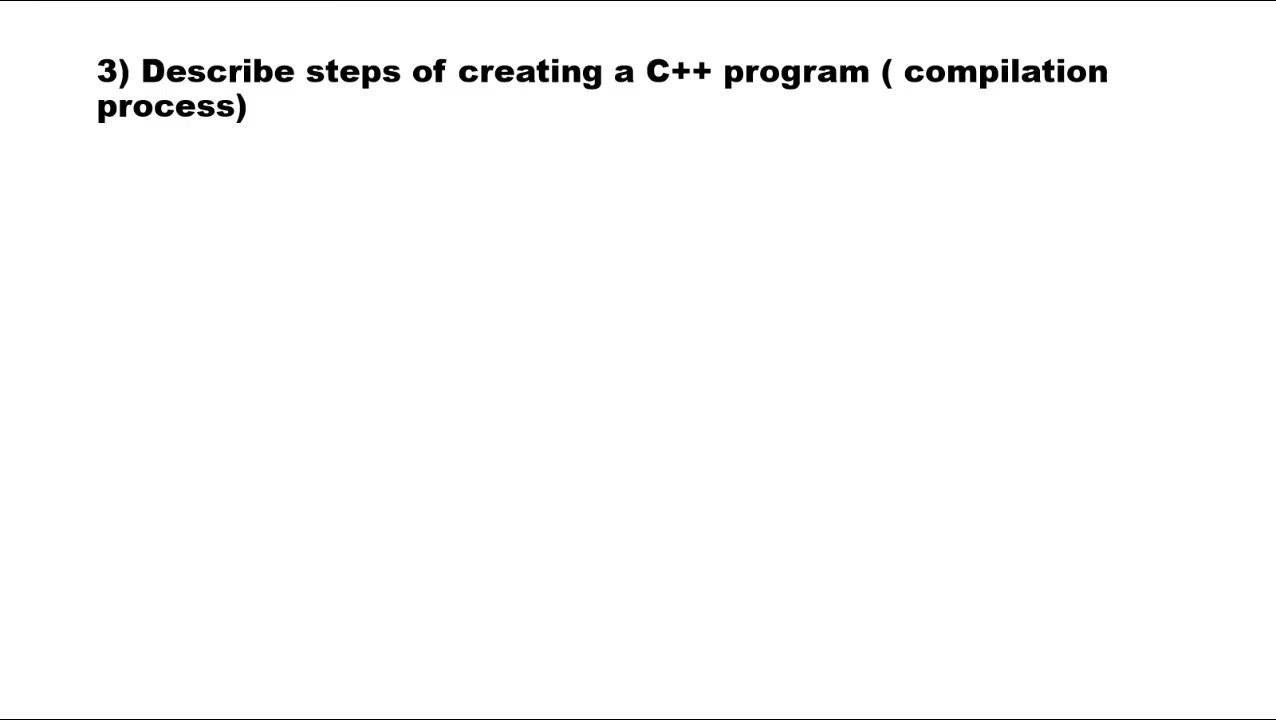 3) Describe steps of creating a C++ program ( compilation
process)